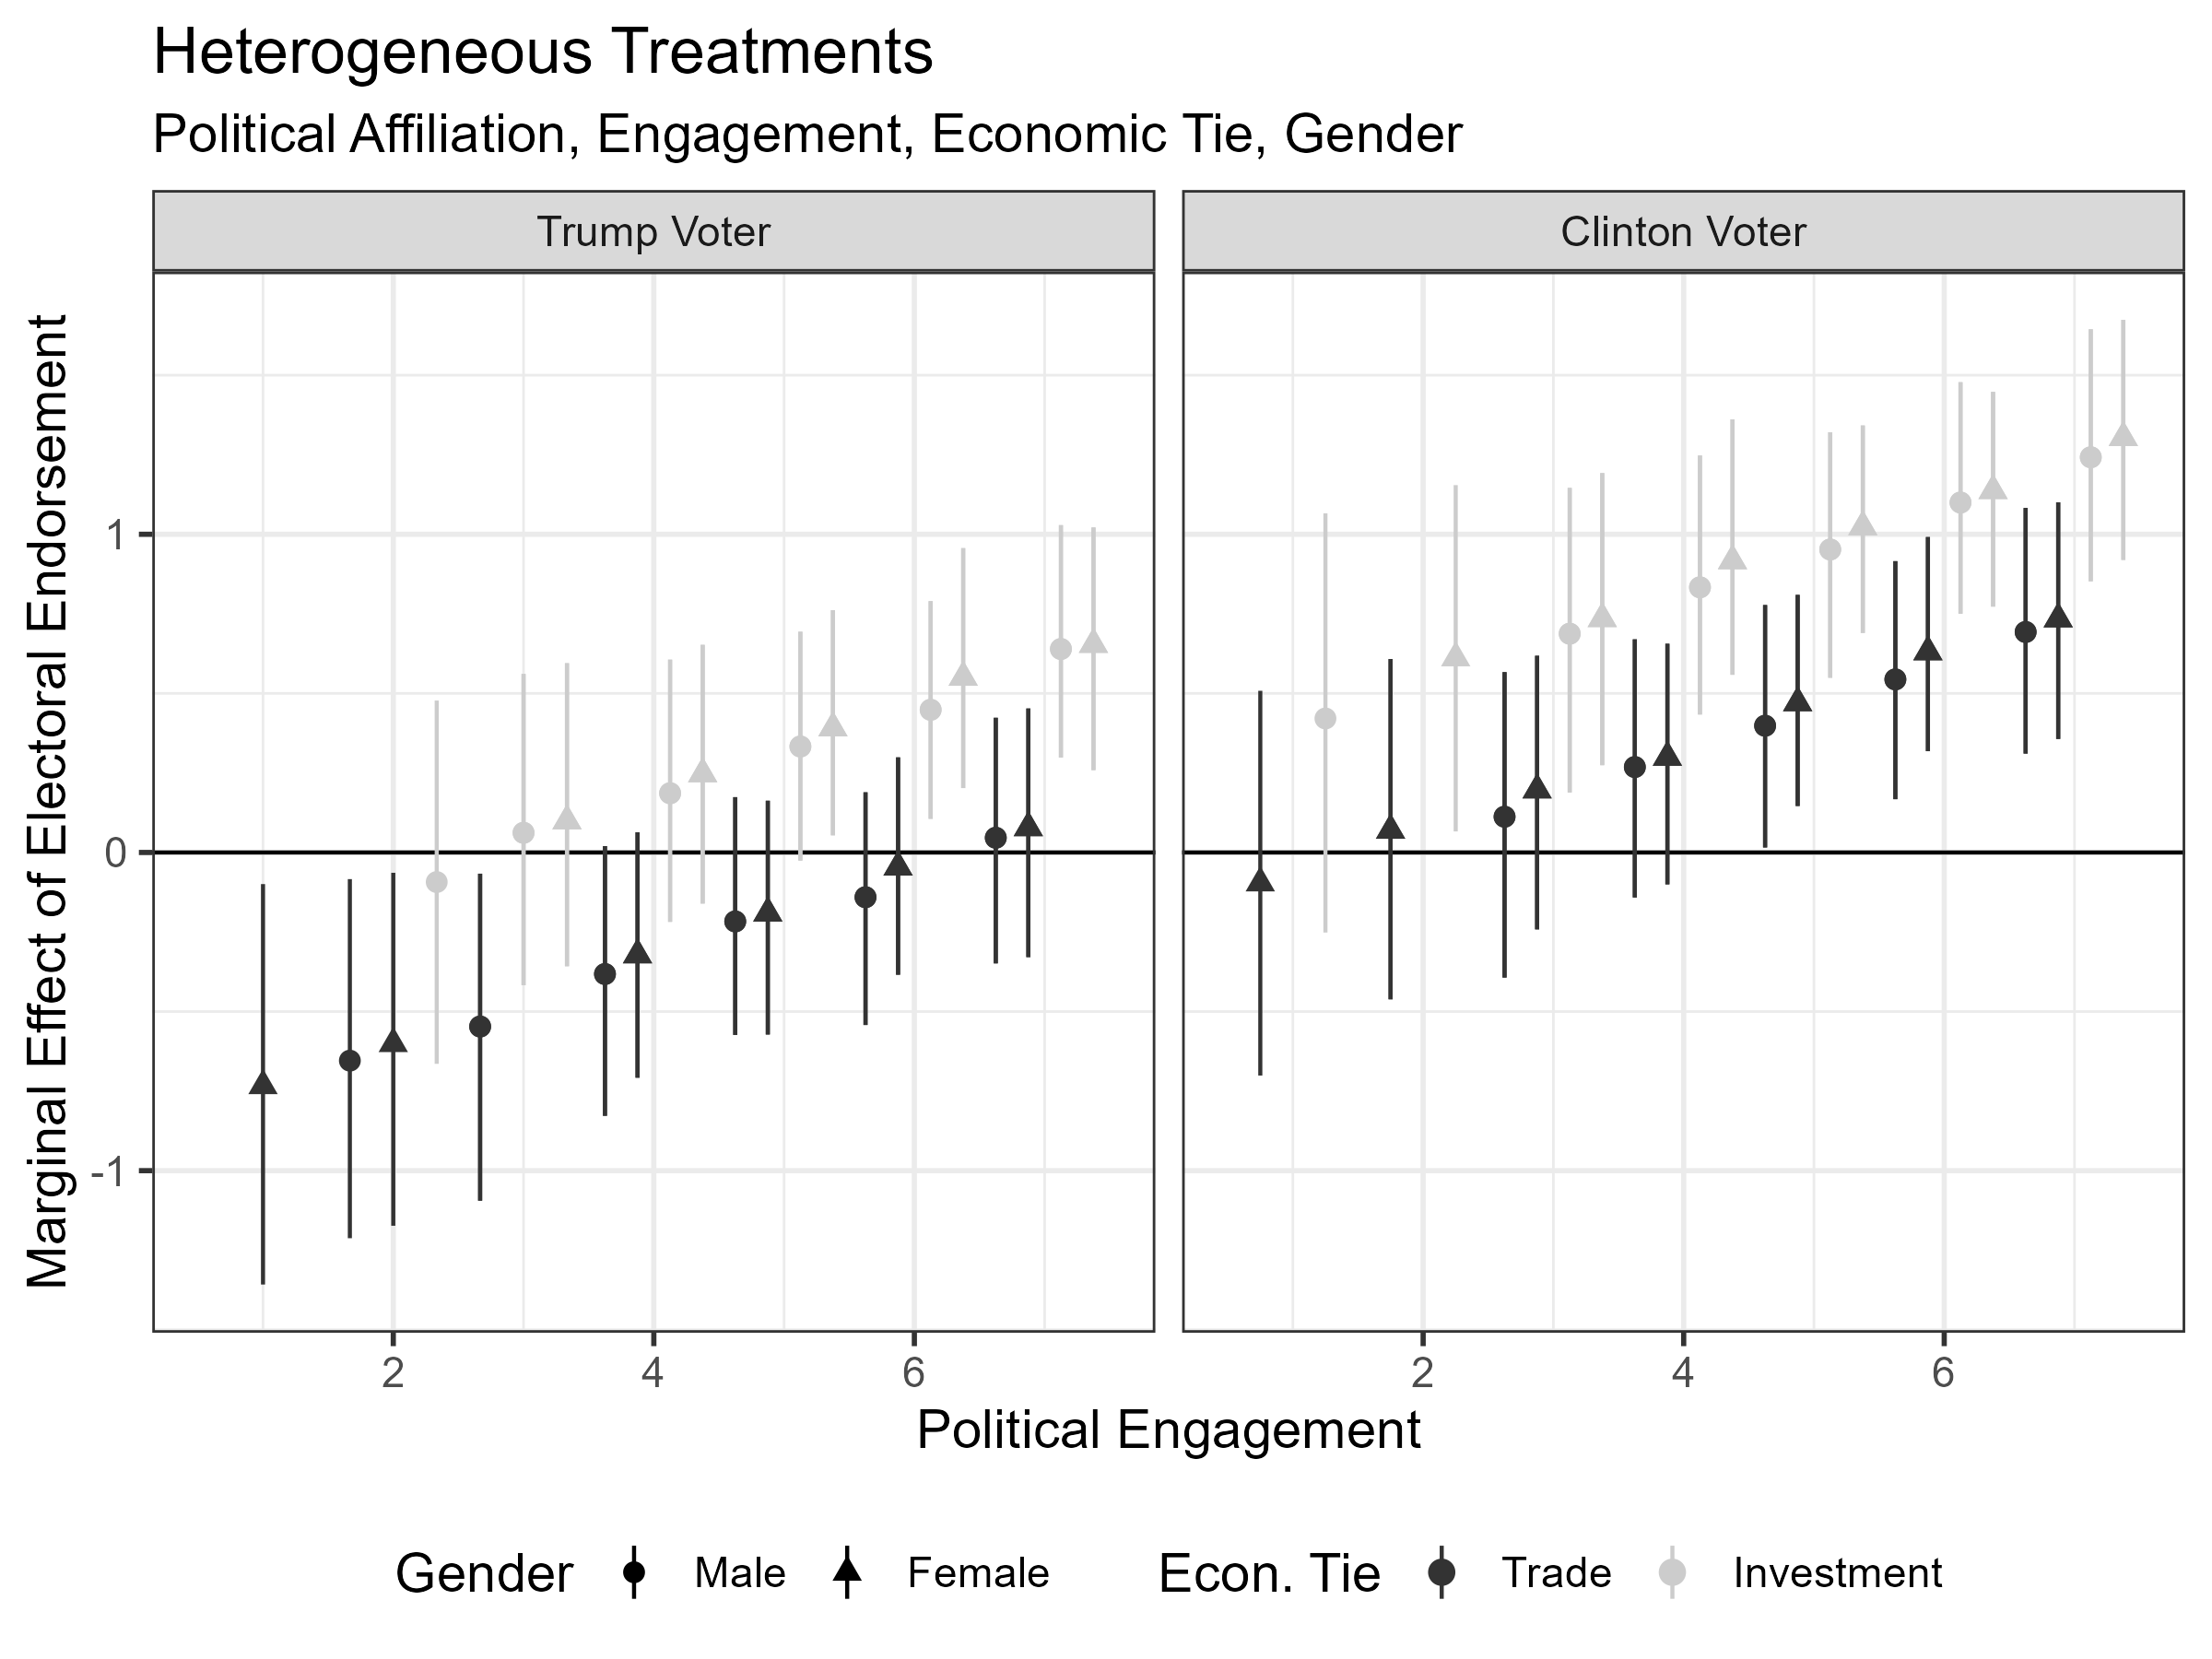 Heterogeneous Treatments
Political Affiliation, Engagement, Economic Tie, Gender
Trump Voter
Clinton Voter
Marginal Effect of Electoral Endorsement
1
0
-1
2
4
6
2
4
6
Political Engagement
Gender Male Female Econ. Tie Trade Investment